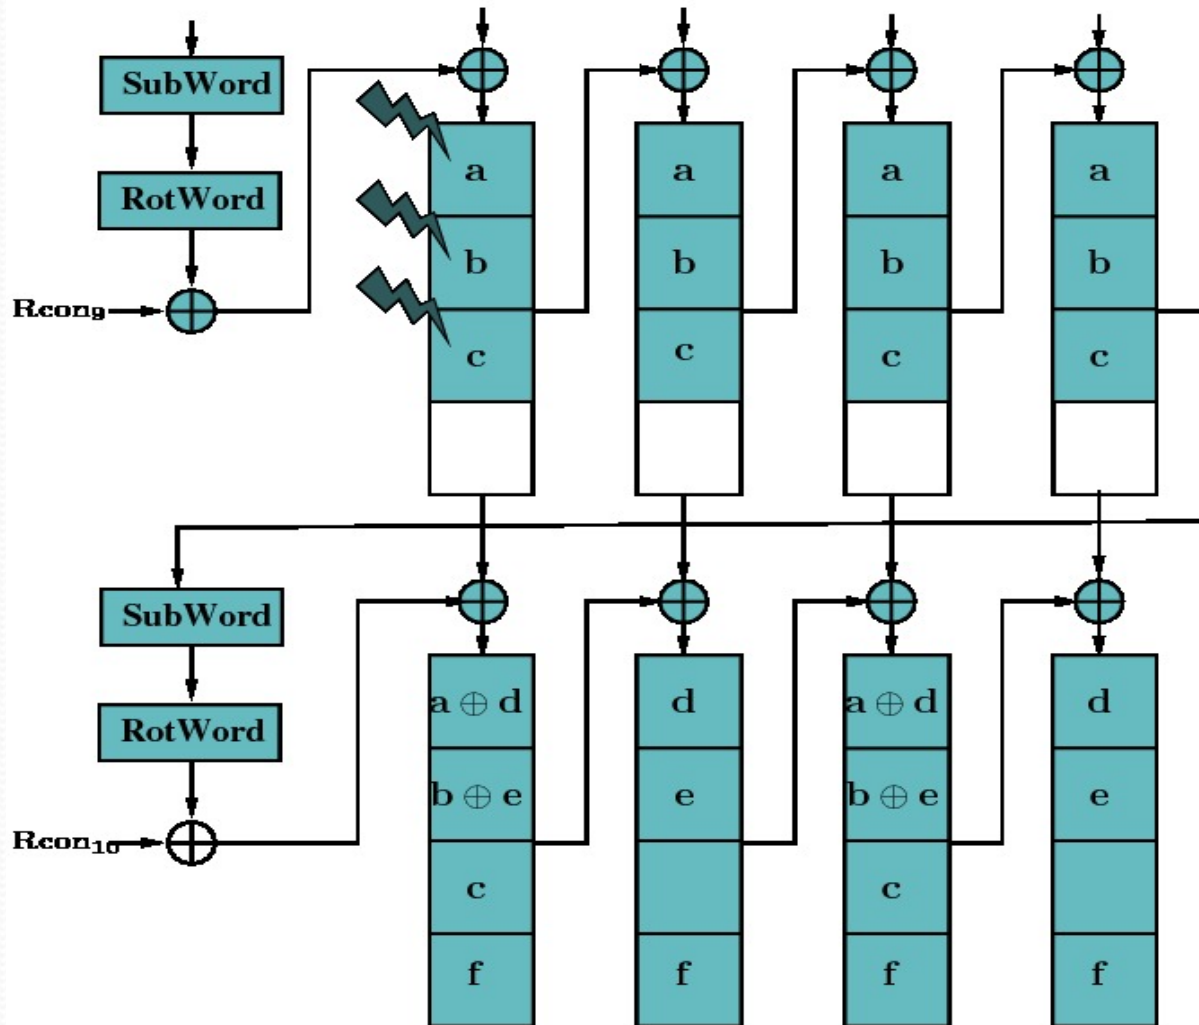 SubWord
RotWord
Rcon₉
a a a a
b b b b
c c c c
SubWord
RotWord
Rcon₁₀
a ⊕ d d a ⊕ d d
b ⊕ e e b ⊕ e e
c c
f f f f